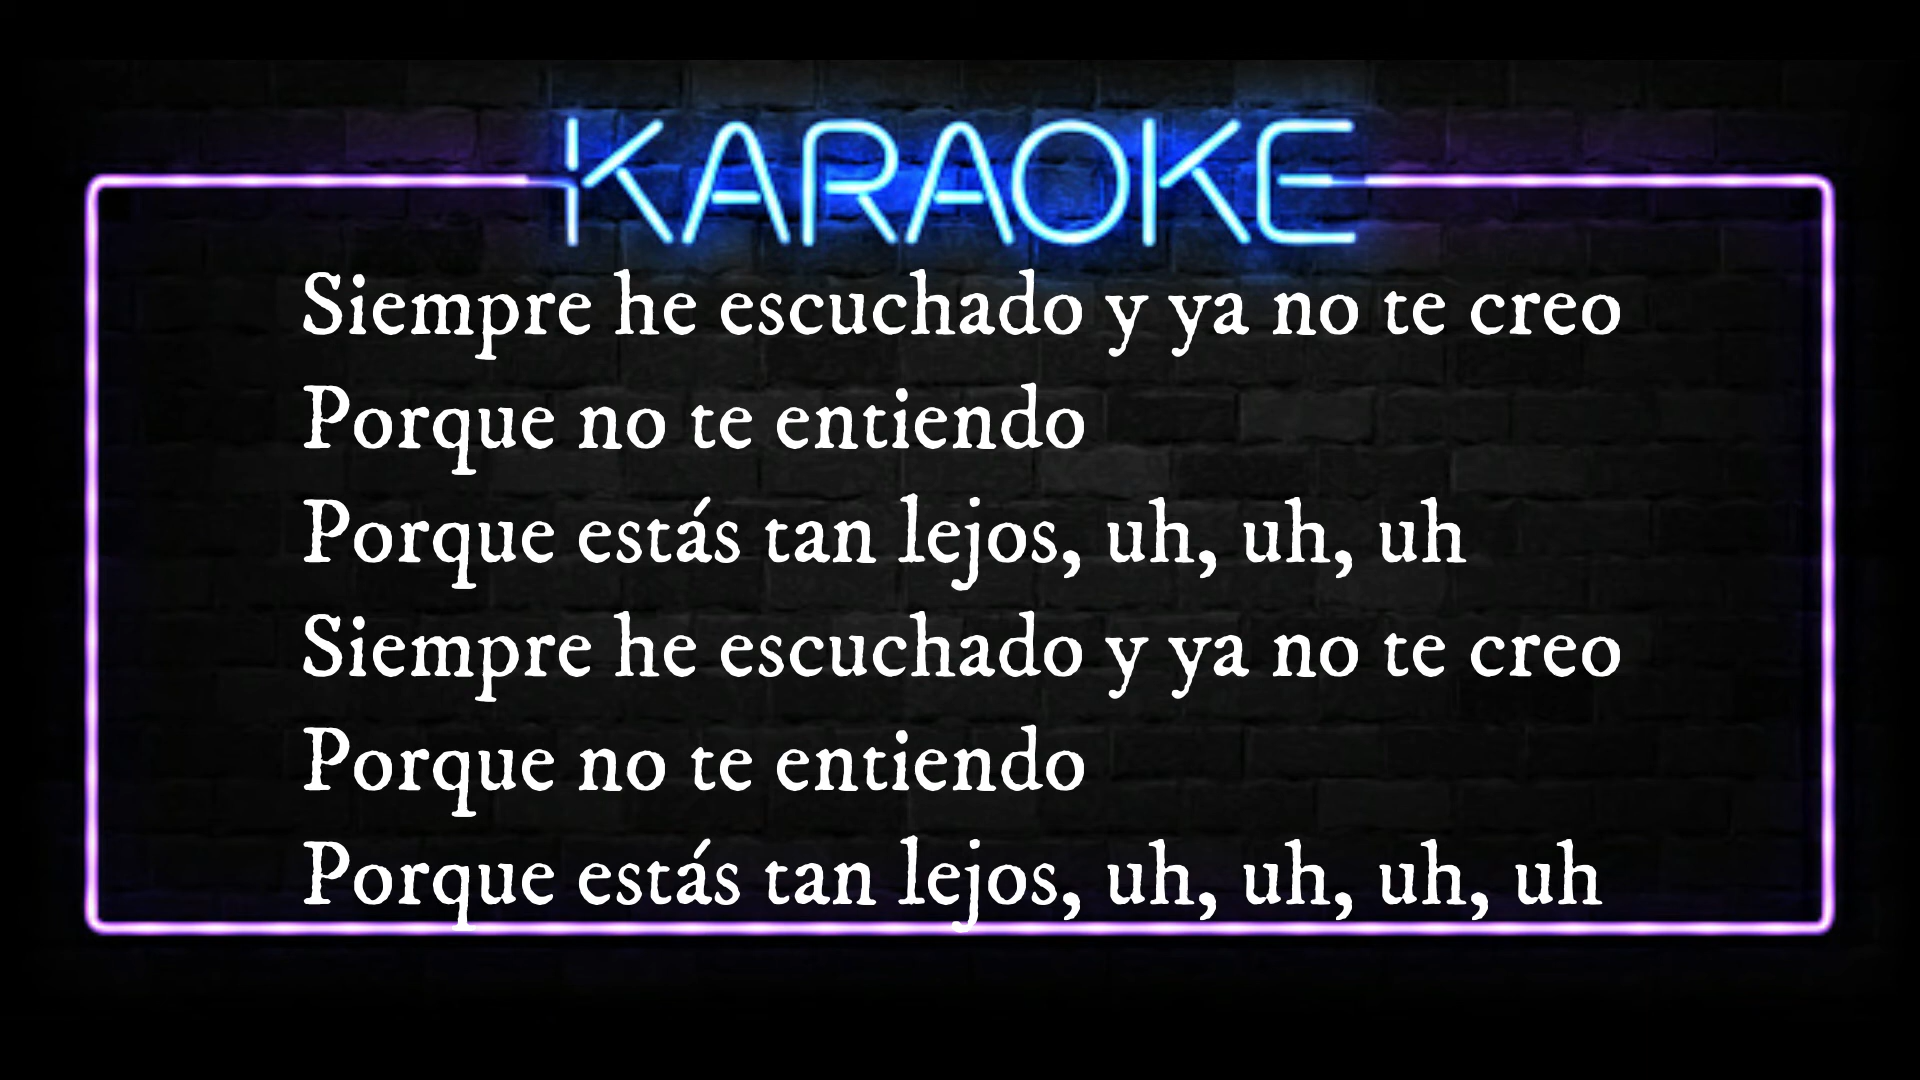 KARAOKE
Siempre he escuchado y ya no te creo
Porque no te entiendo
Porque estás tan lejos, uh, uh, uh
Siempre he escuchado y ya no te creo
Porque no te entiendo
Porque estás tan lejos, uh, uh, uh, uh